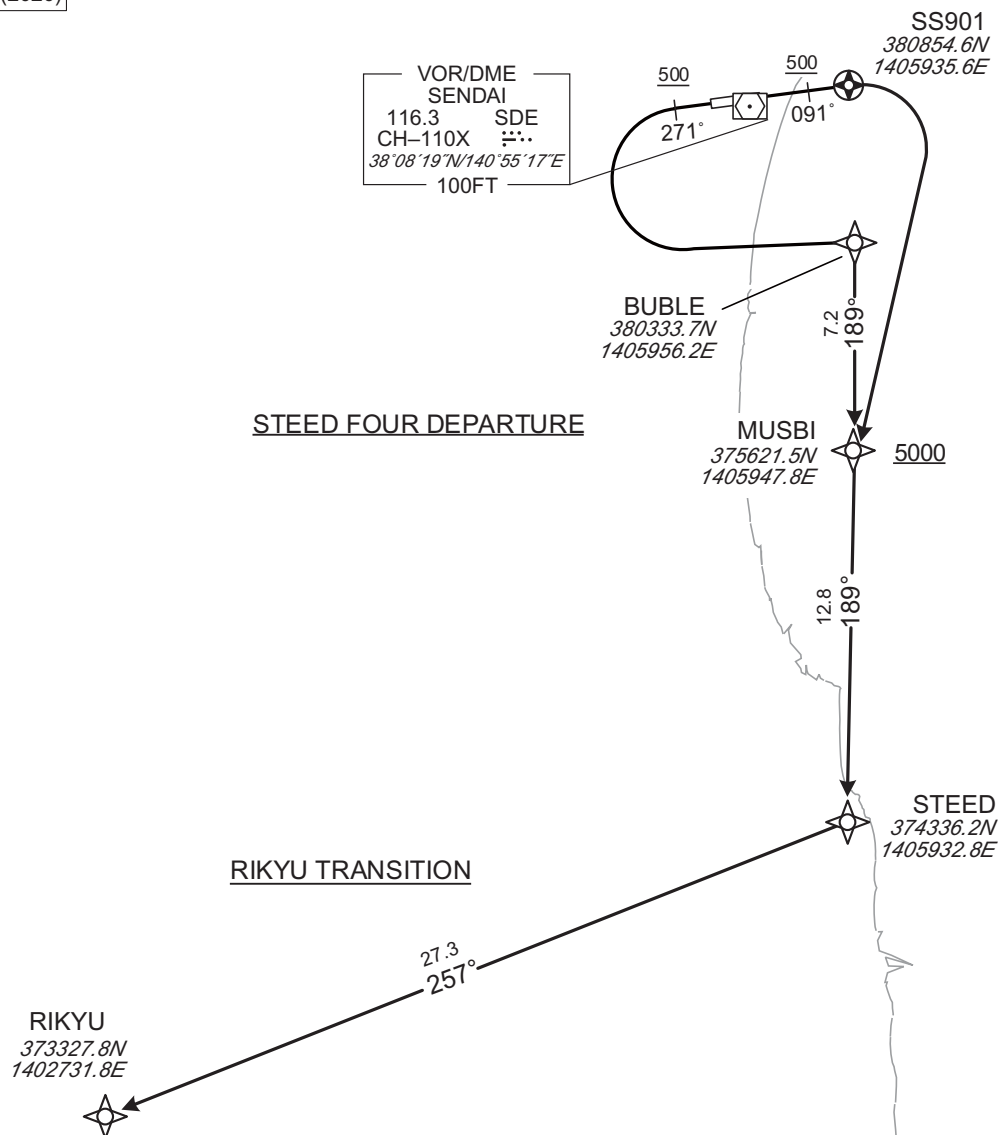 SS901
380854.6N
1405935.6E
VOR/DME
SENDAI
116.3 SDE
CH–110X
38°08´19˝N/140°55´17˝E
100FT
500
271°
500
091°
BUBLE
380333.7N
1405956.2E
7.2
189°
STEED FOUR DEPARTURE
MUSBI
375621.5N
1405947.8E
5000
12.8
189°
STEED
374336.2N
1405932.8E
RIKYU TRANSITION
27.3
257°
RIKYU
373327.8N
1402731.8E